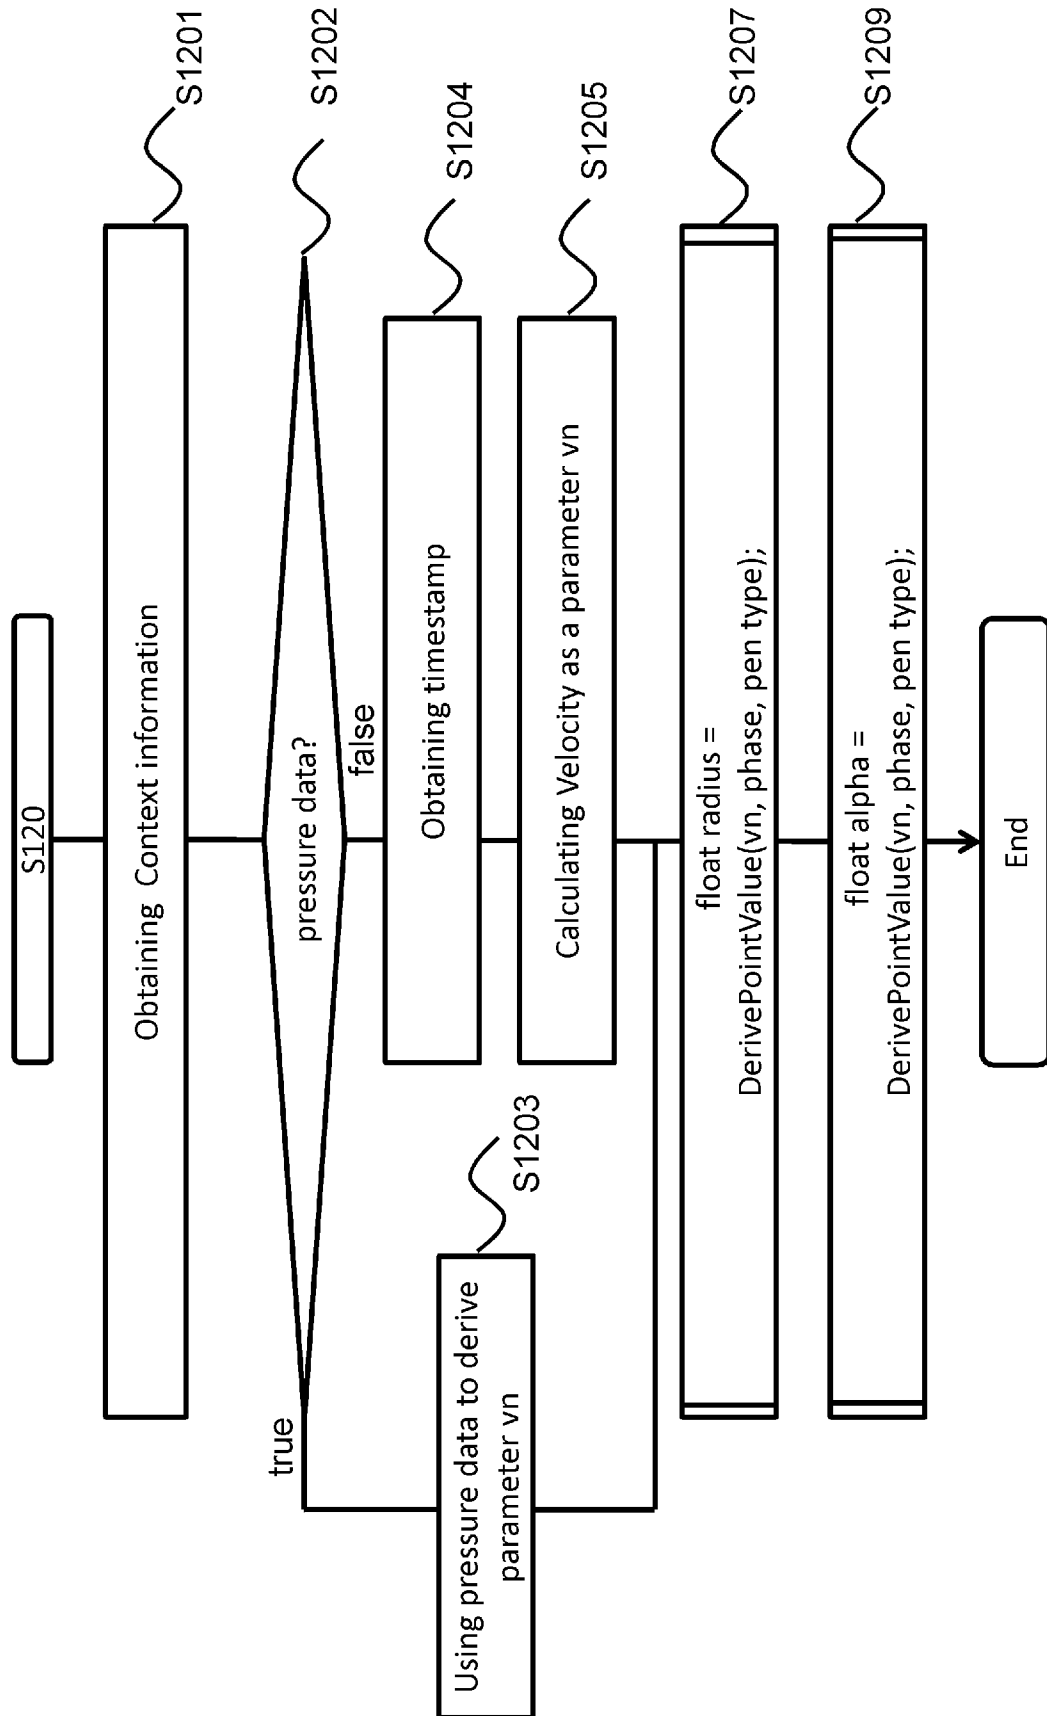 S120
Obtaining Context information
S1201
pressure data?
S1202
true
false
Using pressure data to derive
parameter vn
S1203
Obtaining timestamp
S1204
Calculating Velocity as a parameter vn
S1205
float radius =
DerivePointValue(vn, phase, pen type);
S1207
float alpha =
DerivePointValue(vn, phase, pen type);
S1209
End